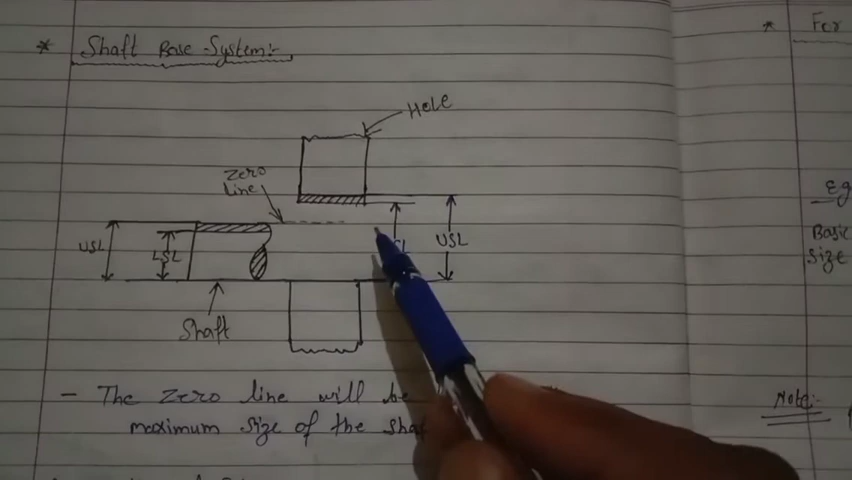 * Shaft Base System:-
Hole
Zero
line
USL
LSL
USL
Shaft
- The zero line will be
maximum size of the
* For
Eg
Basic
Size
Note:-